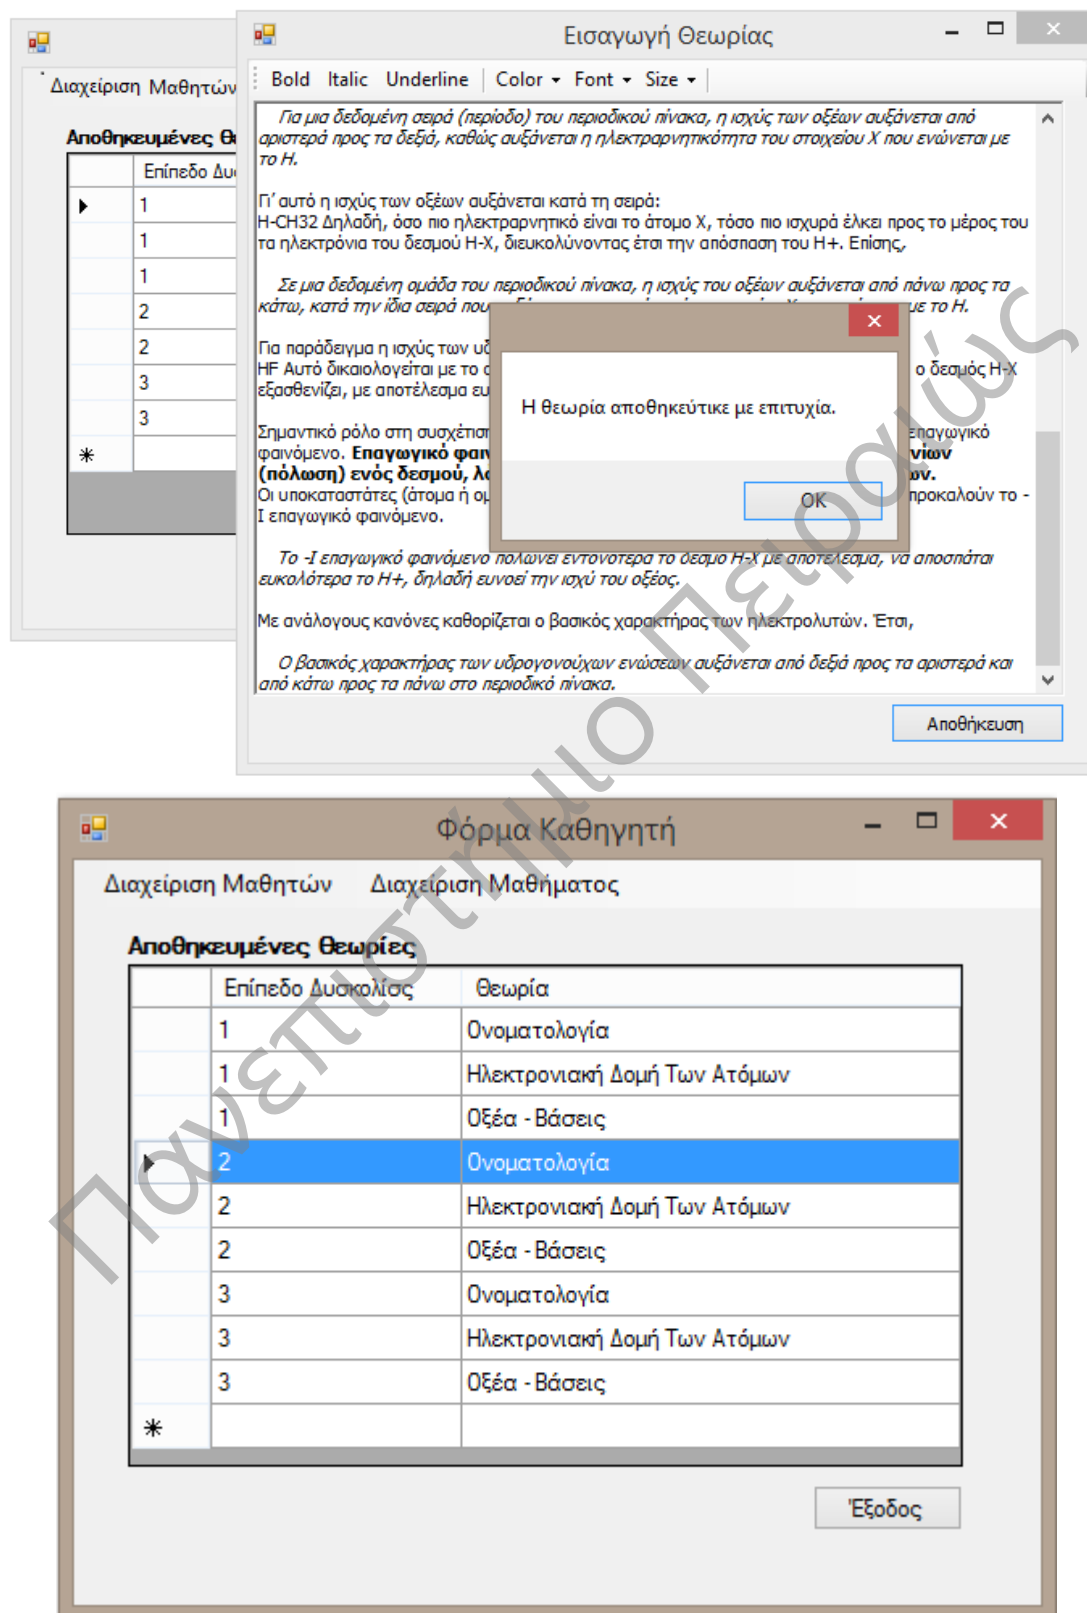 Εισαγωγή Θεωρίας
Διαχείριση Μαθητών
Bold Italic Underline Color Font Size
Αποθηκευμένες
Επίπεδο
1
1
1
2
2
3
3
Για μια δεδομένη σειρά (περίοδο) του περιοδικού πίνακα, η ισχύς των οξέων αυξάνεται από
αριστερά προς τα δεξιά, καθώς αυξάνεται η ηλεκτραρνητικότητα του στοιχείου Χ που ενώνεται με
το Η.
Γι΄αυτό η ισχύς των οξέων αυξάνεται κατά τη σειρά:
H-CH32 Δηλαδή, όσο πιο ηλεκτραρνητικό είναι το άτομο Χ, τόσο πιο ισχυρά έλκει προς το μέρος του
τα ηλεκτρόνια του δεσμού Η-Χ, διευκολύνοντας έτσι την απόσπαση του Η+. Επίσης,
Σε μια δεδομένη ομάδα του περιοδικού πίνακα, η ισχύς του οξέων αυξάνεται από πάνω προς τα
κάτω, κατά την ίδια σειρά που με το Η.
Για παράδειγμα η ισχύς των
HF Αυτό δικαιολογείται με το ο δεσμός Η-Χ
εξασθενίζει, με αποτέλεσμα
Η θεωρία αποθηκεύτικε με επιτυχία.
OK
Σημαντικό ρόλο στη επαγωγικό
φαινόμενο. Επαγωγικό
(πόλωση) ενός δεσμού,
Οι υποκαταστάτες (άτομα ή προκαλούν το -
Ι επαγωγικό φαινόμενο.
Το -Ι επαγωγικό φαινόμενο πολώνει εντονότερα το δεσμό Η-Χ με αποτέλεσμα, να αποσπάται
ευκολότερα το Η+, δηλαδή ευνοεί την ισχύ του οξέος.
Με ανάλογους κανόνες καθορίζεται ο βασικός χαρακτήρας των ηλεκτρολυτών. Έτσι,
Ο βασικός χαρακτήρας των υδρογονούχων ενώσεων αυξάνεται από δεξιά προς τα αριστερά και
από κάτω προς τα πάνω στο περιοδικό πίνακα.
Αποθήκευση
Φόρμα Καθηγητή
Διαχείριση Μαθητών Διαχείριση Μαθήματος
Αποθηκευμένες Θεωρίες
Επίπεδο Δυσκολίσς Θεωρία
1 Ονοματολογία
1 Ηλεκτρονιακή Δομή Των Ατόμων
1 Οξέα - Βάσεις
2 Ονοματολογία
2 Ηλεκτρονιακή Δομή Των Ατόμων
2 Οξέα - Βάσεις
3 Ονοματολογία
3 Ηλεκτρονιακή Δομή Των Ατόμων
3 Οξέα - Βάσεις
Έξοδος
Πανεπιστήμιο Πειραιώς